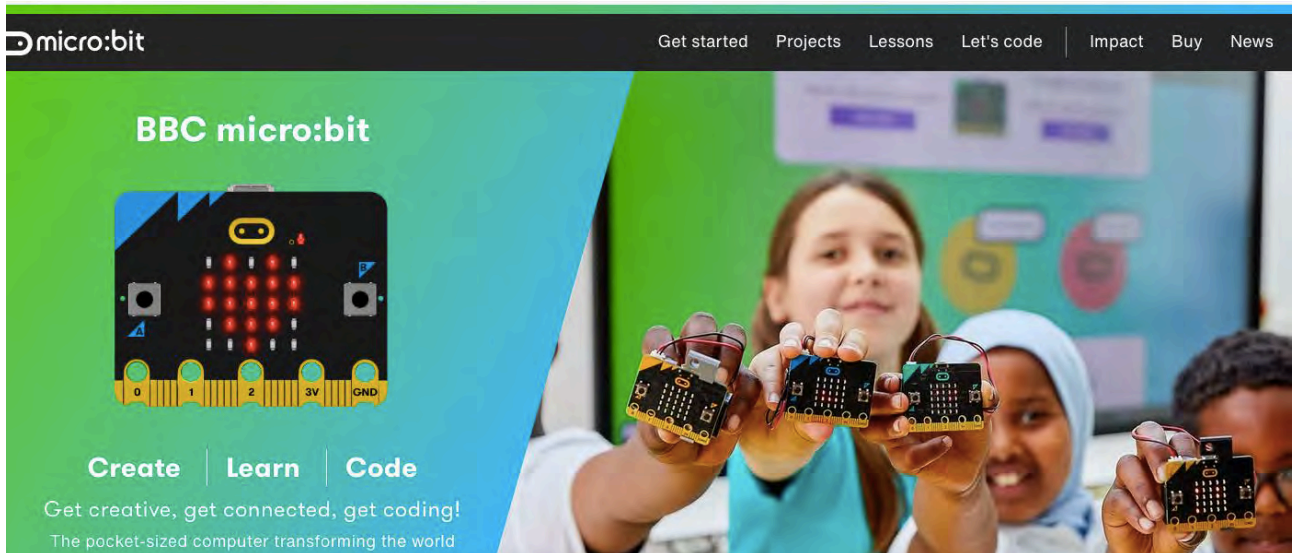 micro:bit
Get started Projects Lessons Let's code Impact Buy News
BBC micro:bit
B
A
0 1 2 3V GND
Create Learn Code
Get creative, get connected, get coding!
The pocket-sized computer transforming the world